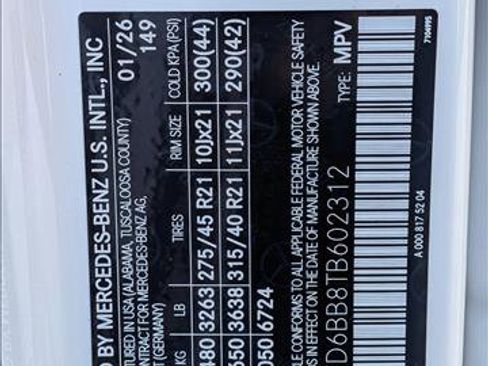 D BY MERCEDES-BENZ U.S. INTL., INC
TURED IN USA (ALABAMA, TUSCALOOSA COUNTY) 01/26
FOR MERCEDES-BENZ AG, 149
T (GERMANY)
KG LB TIRES RIM SIZE COLD KPA (PSI)
480 3263 275/45 R21 10Jx21 300(44)
650 3638 315/40 R21 11Jx21 290(42)
050 6724
CLE CONFORMS TO ALL APPLICABLE FEDERAL MOTOR VEHICLE SAFETY
IN EFFECT ON THE DATE OF MANUFACTURE SHOWN ABOVE.
D6BB8TB602312 TYPE: MPV
A 000 817 52 04 7104995